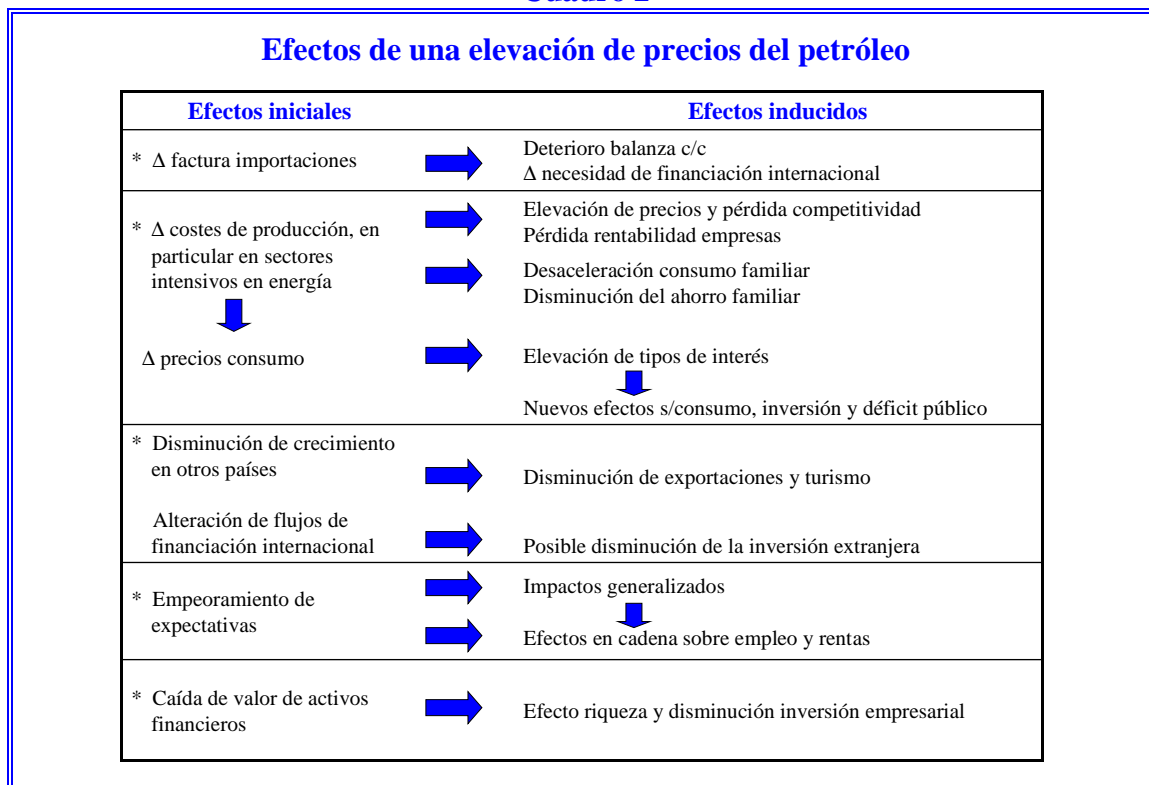 Efectos de una elevación de precios del petróleo
Efectos iniciales
Efectos inducidos
* Δ factura importaciones
Deterioro balanza c/c
Δ necesidad de financiación internacional
* Δ costes de producción, en
particular en sectores
intensivos en energía
Elevación de precios y pérdida competitividad
Pérdida rentabilidad empresas
Desaceleración consumo familiar
Disminución del ahorro familiar
Δ precios consumo
Elevación de tipos de interés
Nuevos efectos s/consumo, inversión y déficit público
* Disminución de crecimiento
en otros países
Disminución de exportaciones y turismo
Alteración de flujos de
financiación internacional
Posible disminución de la inversión extranjera
* Empeoramiento de
expectativas
Impactos generalizados
Efectos en cadena sobre empleo y rentas
* Caída de valor de activos
financieros
Efecto riqueza y disminución inversión empresarial